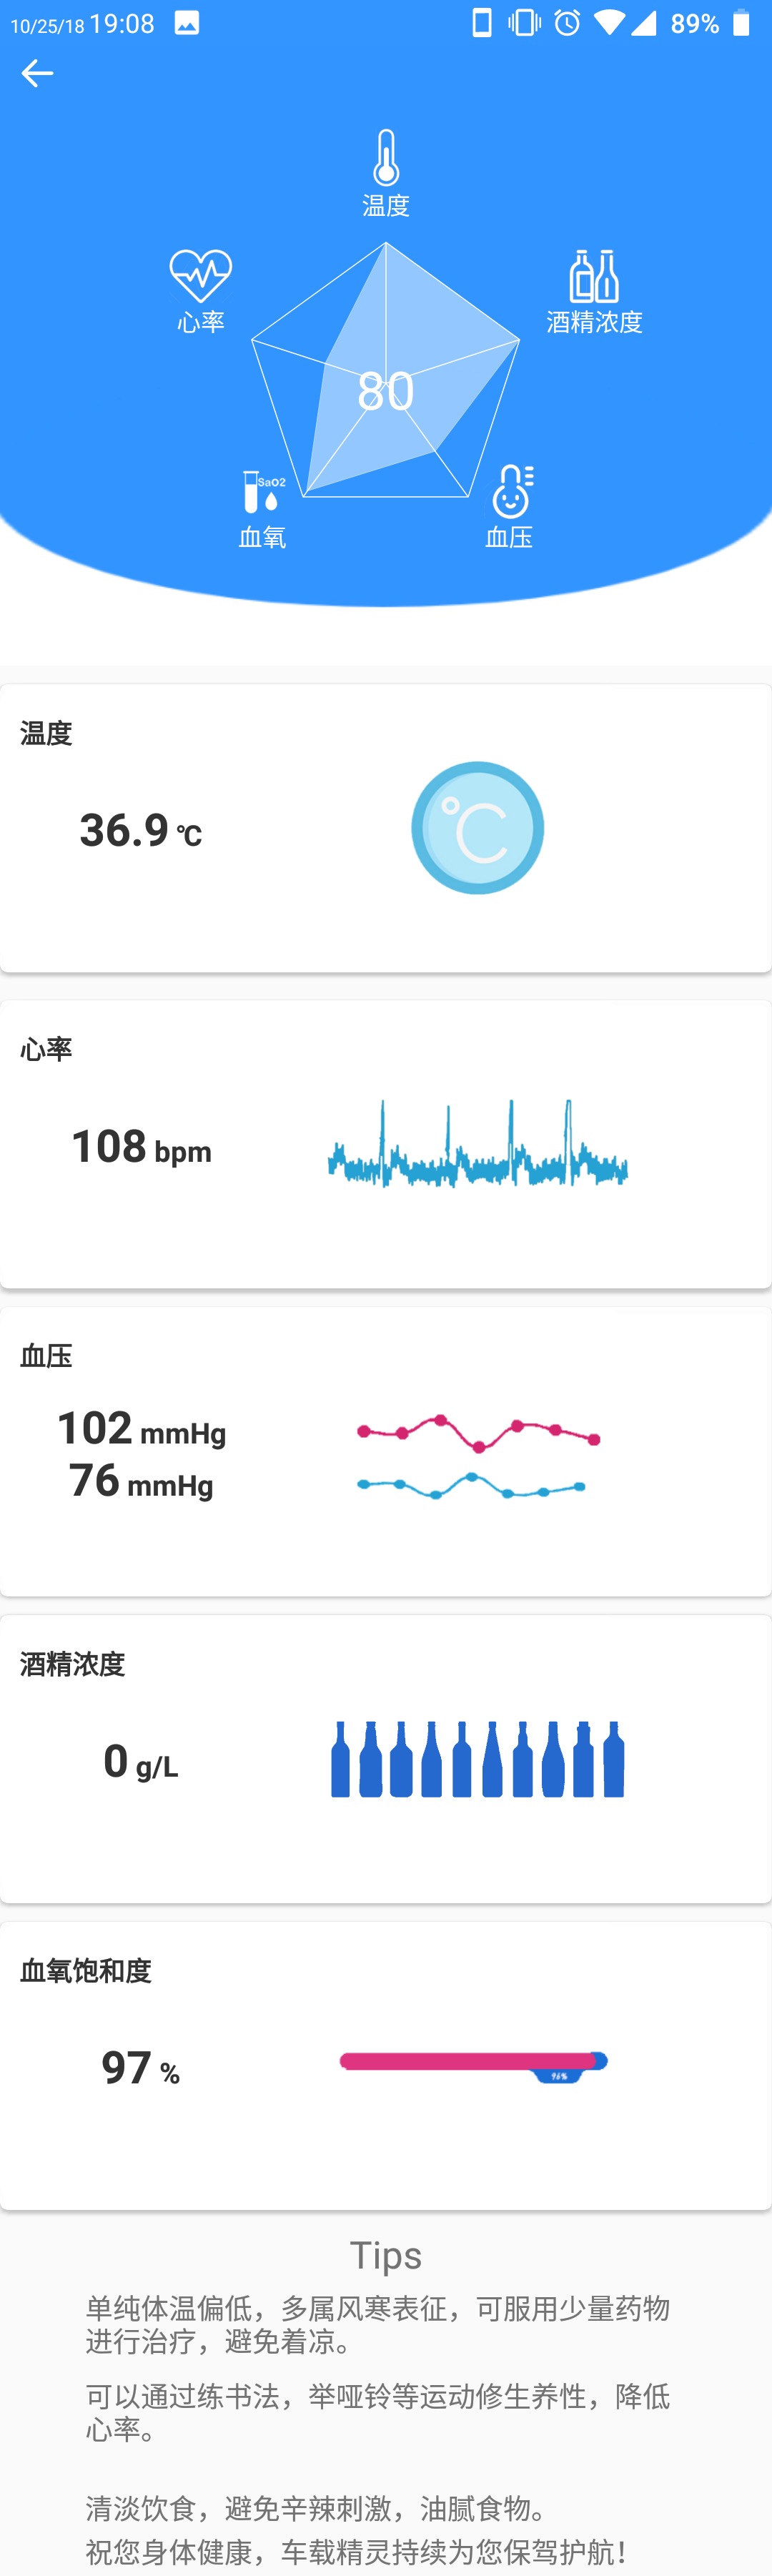 10/25/18 19:08 89%
温度
心率 酒精浓度
80
SaO2
血氧 血压
温度
36.9 ℃
℃
心率
108 bpm
血压
102 mmHg
76 mmHg
酒精浓度
0 g/L
血氧饱和度
97 %
96%
Tips
单纯体温偏低，多属风寒表征，可服用少量药物
进行治疗，避免着凉。
可以通过练书法，举哑铃等运动修生养性，降低
心率。
清淡饮食，避免辛辣刺激，油腻食物。
祝您身体健康，车载精灵持续为您保驾护航！